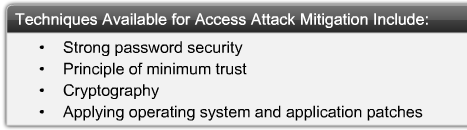 Techniques Available for Access Attack Mitigation Include:
• Strong password security
• Principle of minimum trust
• Cryptography
• Applying operating system and application patches